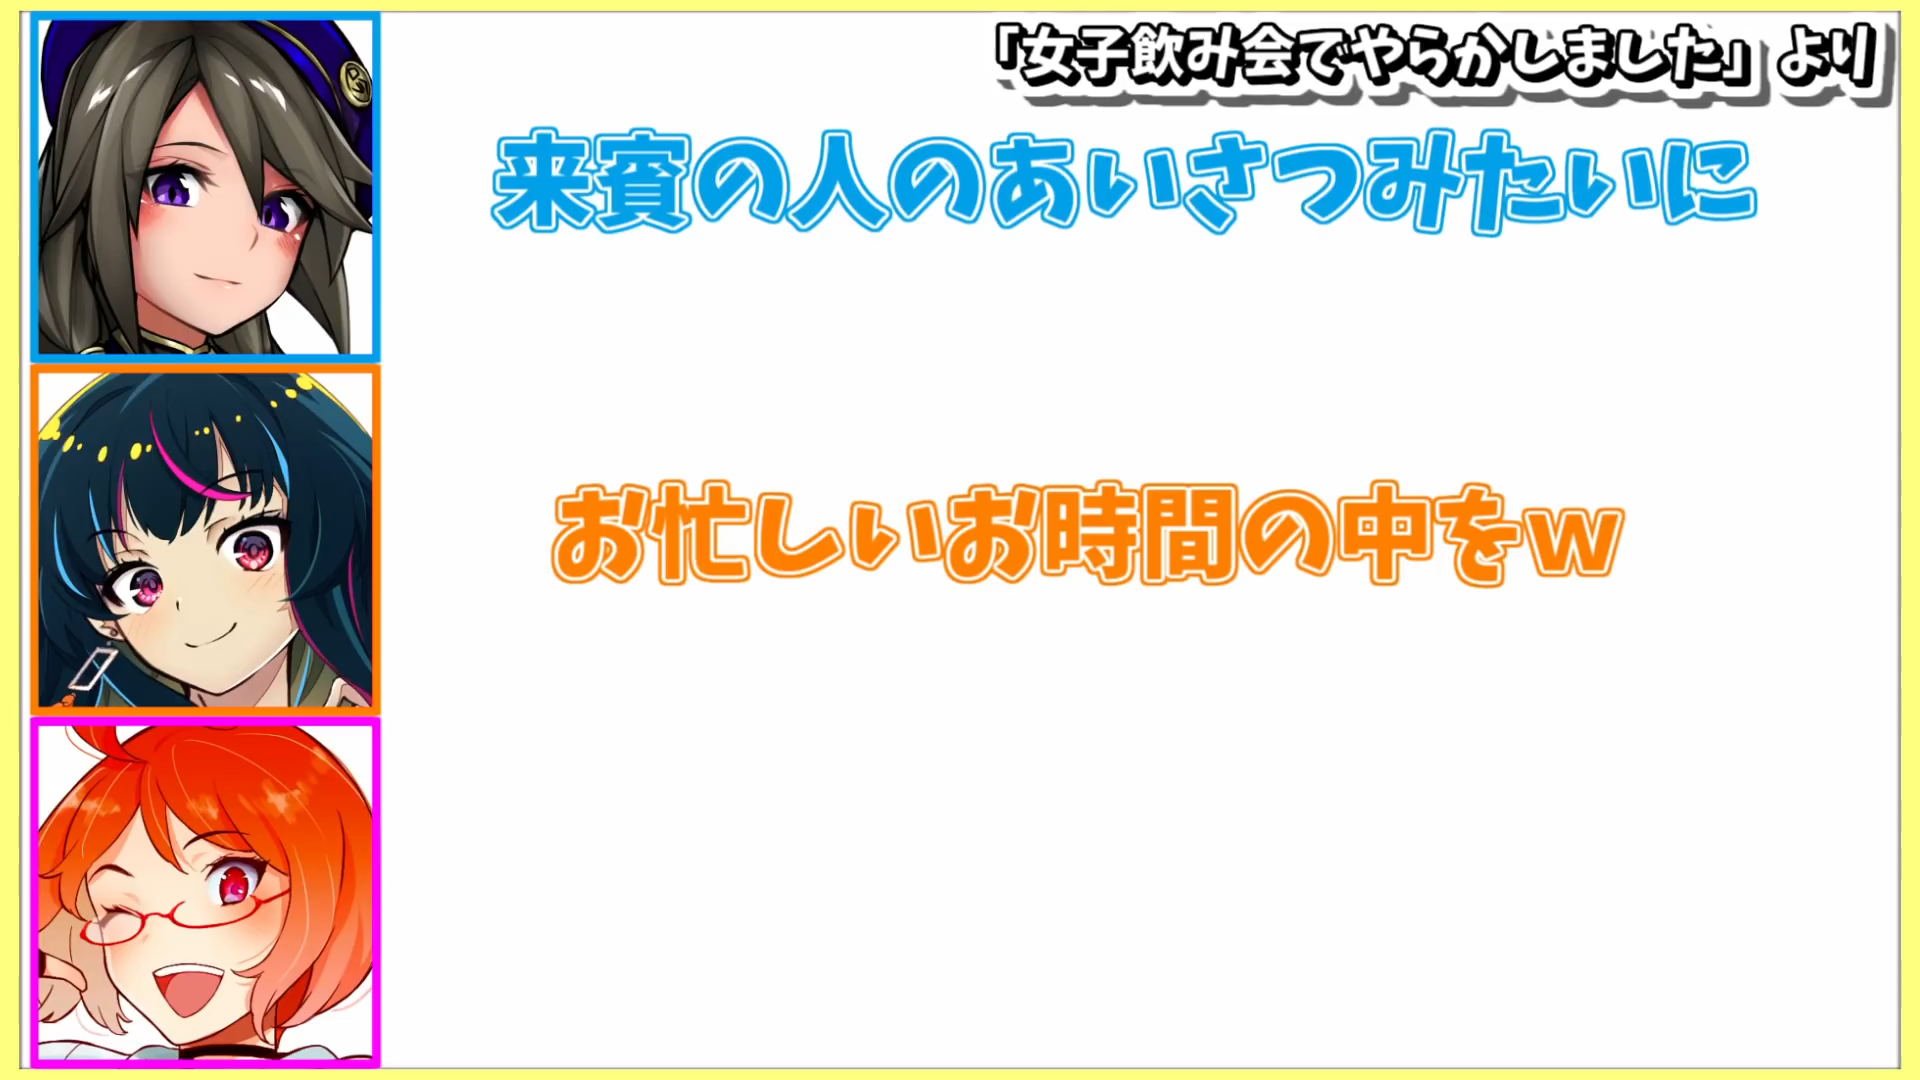 「女子飲み会でやらかしました」より
来賓の人のあいさつみたいに
お忙しいお時間の中をw